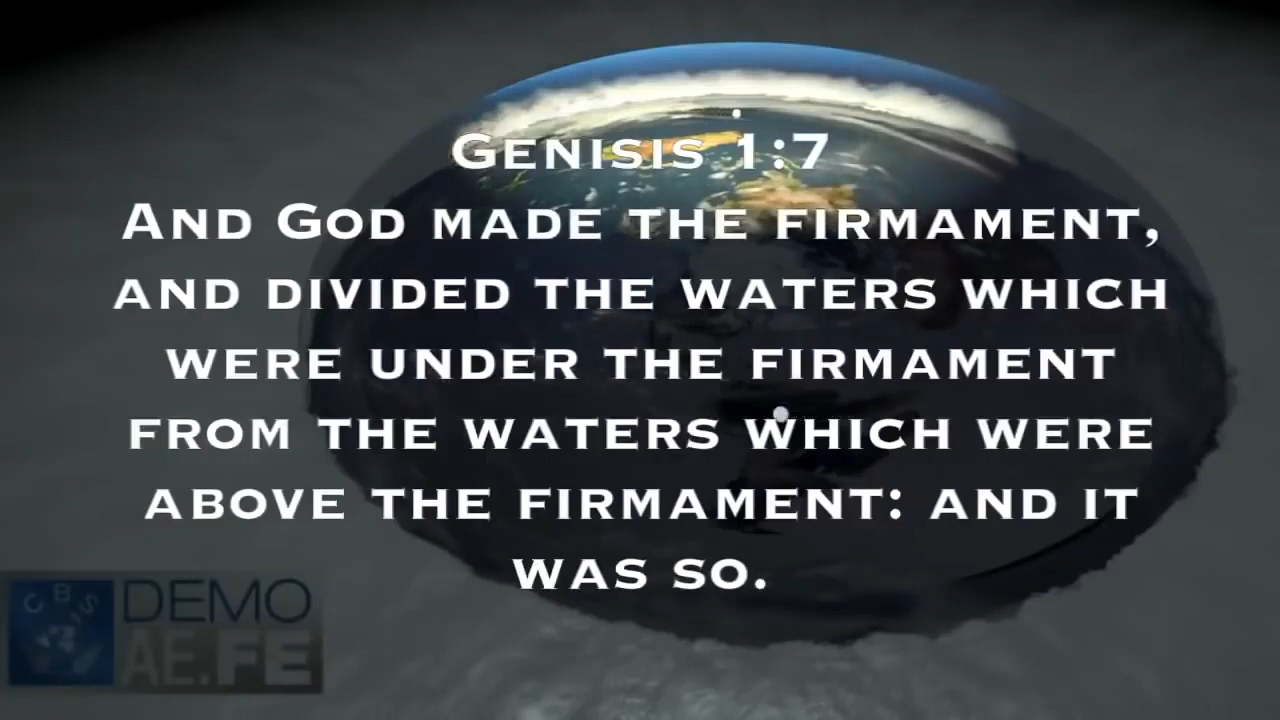 Genisis 1:7
And God made the firmament,
and divided the waters which
were under the firmament
from the waters which were
above the firmament: and it
was so.
CBS
DEMO
AE.FE